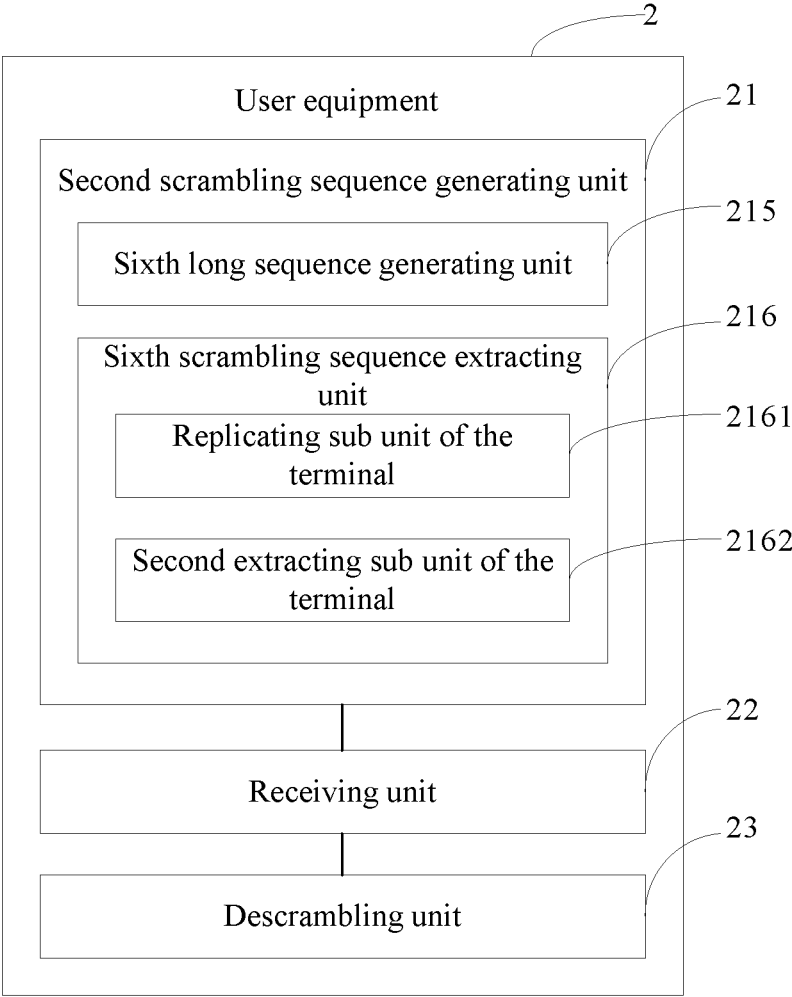 2
User equipment
21
Second scrambling sequence generating unit
215
Sixth long sequence generating unit
216
Sixth scrambling sequence extracting
unit
2161
Replicating sub unit of the
terminal
2162
Second extracting sub unit of the
terminal
22
Receiving unit
23
Descrambling unit